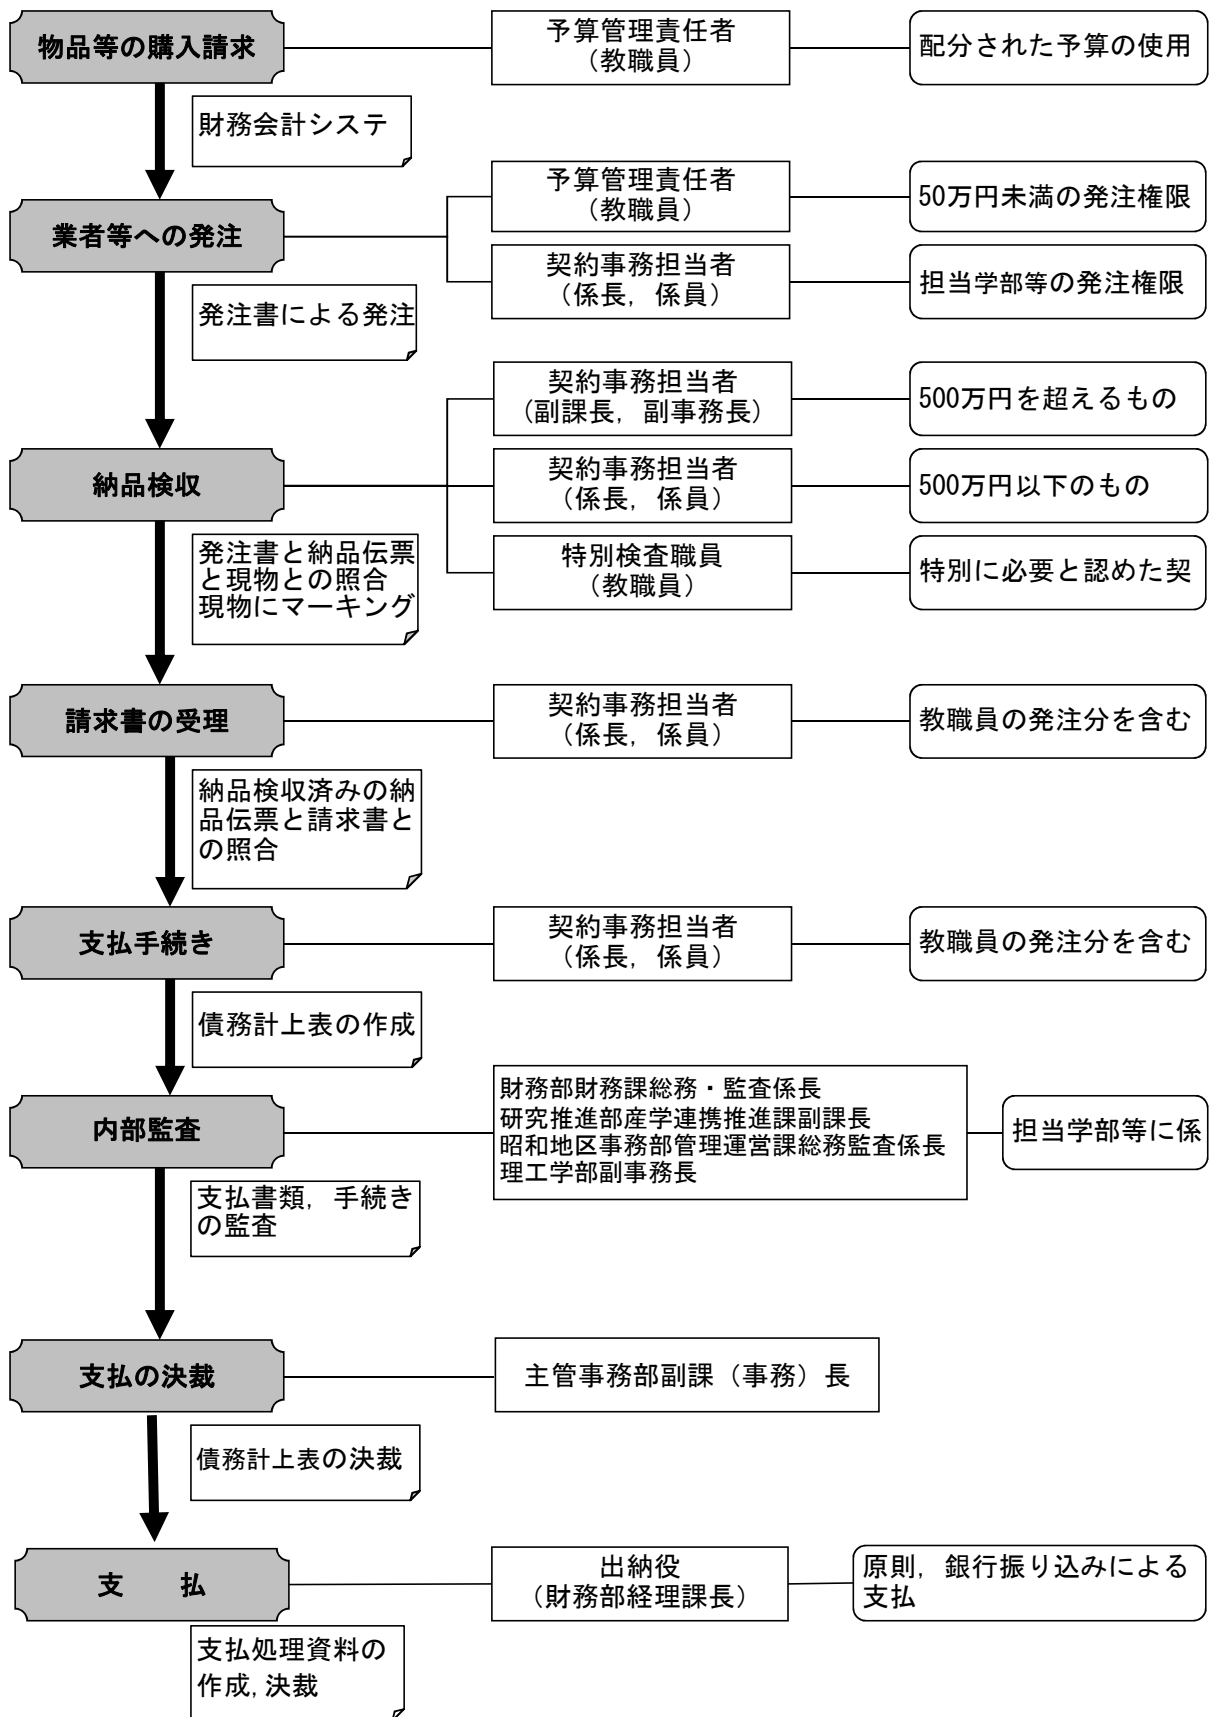 物品等の購入請求
予算管理責任者
（教職員）
配分された予算の使用
財務会計システ
業者等への発注
予算管理責任者
（教職員）
50万円未満の発注権限
契約事務担当者
（係長，係員）
担当学部等の発注権限
発注書による発注
納品検収
契約事務担当者
（副課長，副事務長）
500万円を超えるもの
契約事務担当者
（係長，係員）
500万円以下のもの
特別検査職員
（教職員）
特別に必要と認めた契
発注書と納品伝票
と現物との照合
現物にマーキング
請求書の受理
契約事務担当者
（係長，係員）
教職員の発注分を含む
納品検収済みの納
品伝票と請求書と
の照合
支払手続き
契約事務担当者
（係長，係員）
教職員の発注分を含む
債務計上表の作成
内部監査
財務部財務課総務・監査係長
研究推進部産学連携推進課副課長
昭和地区事務部管理運営課総務監査係長
理工学部副事務長
担当学部等に係
支払書類，手続き
の監査
支払の決裁
主管事務部副課（事務）長
債務計上表の決裁
支　　払
出納役
（財務部経理課長）
原則，銀行振り込みによる
支払
支払処理資料の
作成,決裁